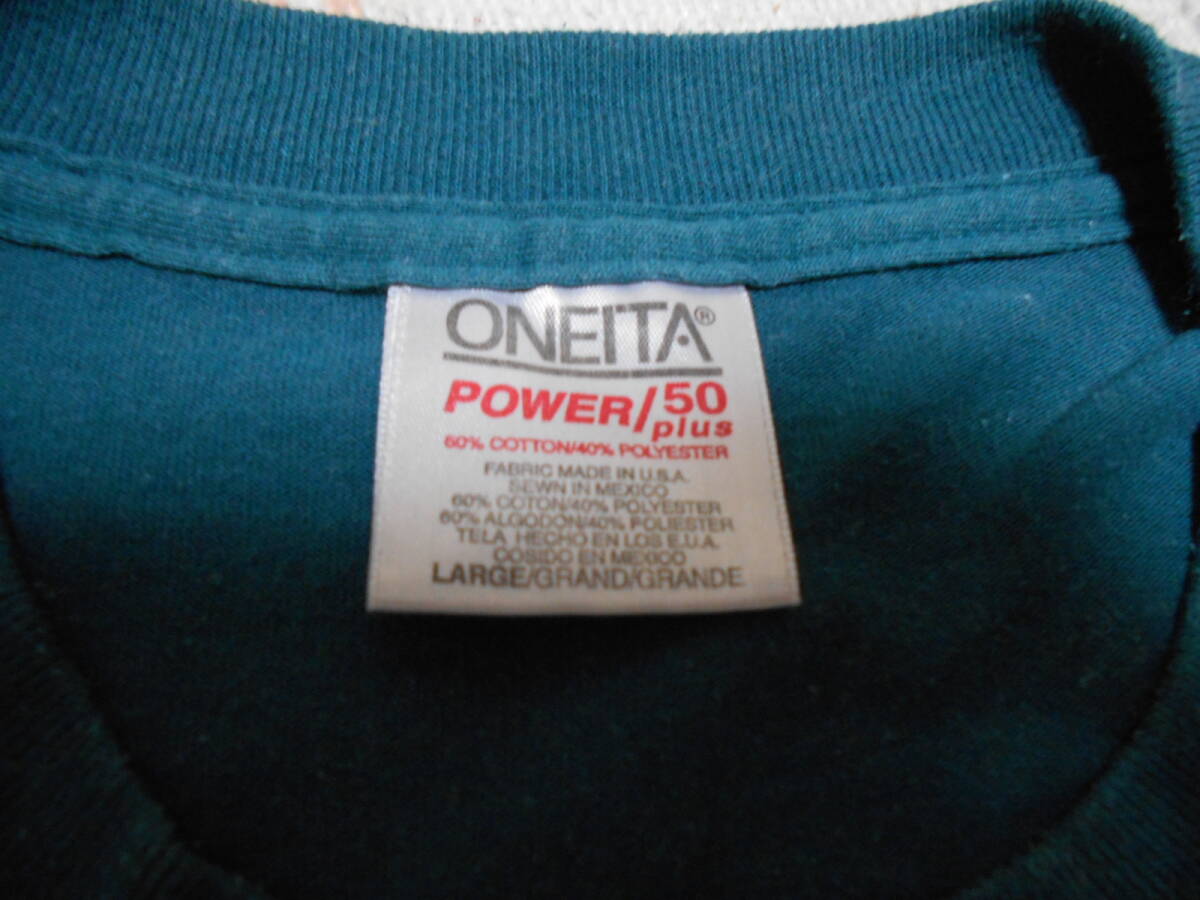 ONEITA®
POWER/50
plus
60% COTTON/40% POLYESTER
FABRIC MADE IN U.S.A.
SEWN IN MEXICO
60% COTON/40% POLYESTER
60% ALGODON/40% POLIESTER
TELA HECHO EN LOS E.U.A.
COSIDO EN MEXICO
LARGE/GRAND/GRANDE